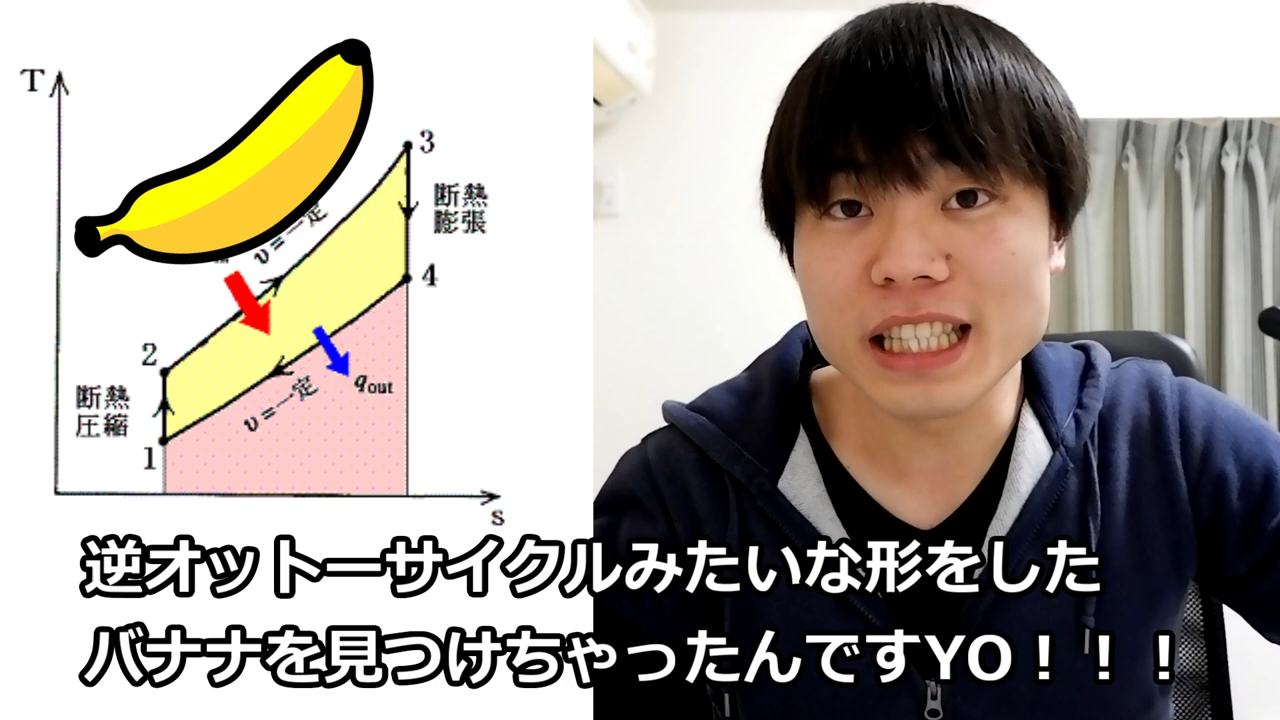 T
3
断熱
膨張
υ=一定
4
2
q out
断熱
圧縮
υ=一定
1
s
逆オットーサイクルみたいな形をした
バナナを見つけちゃったんですYO！！！